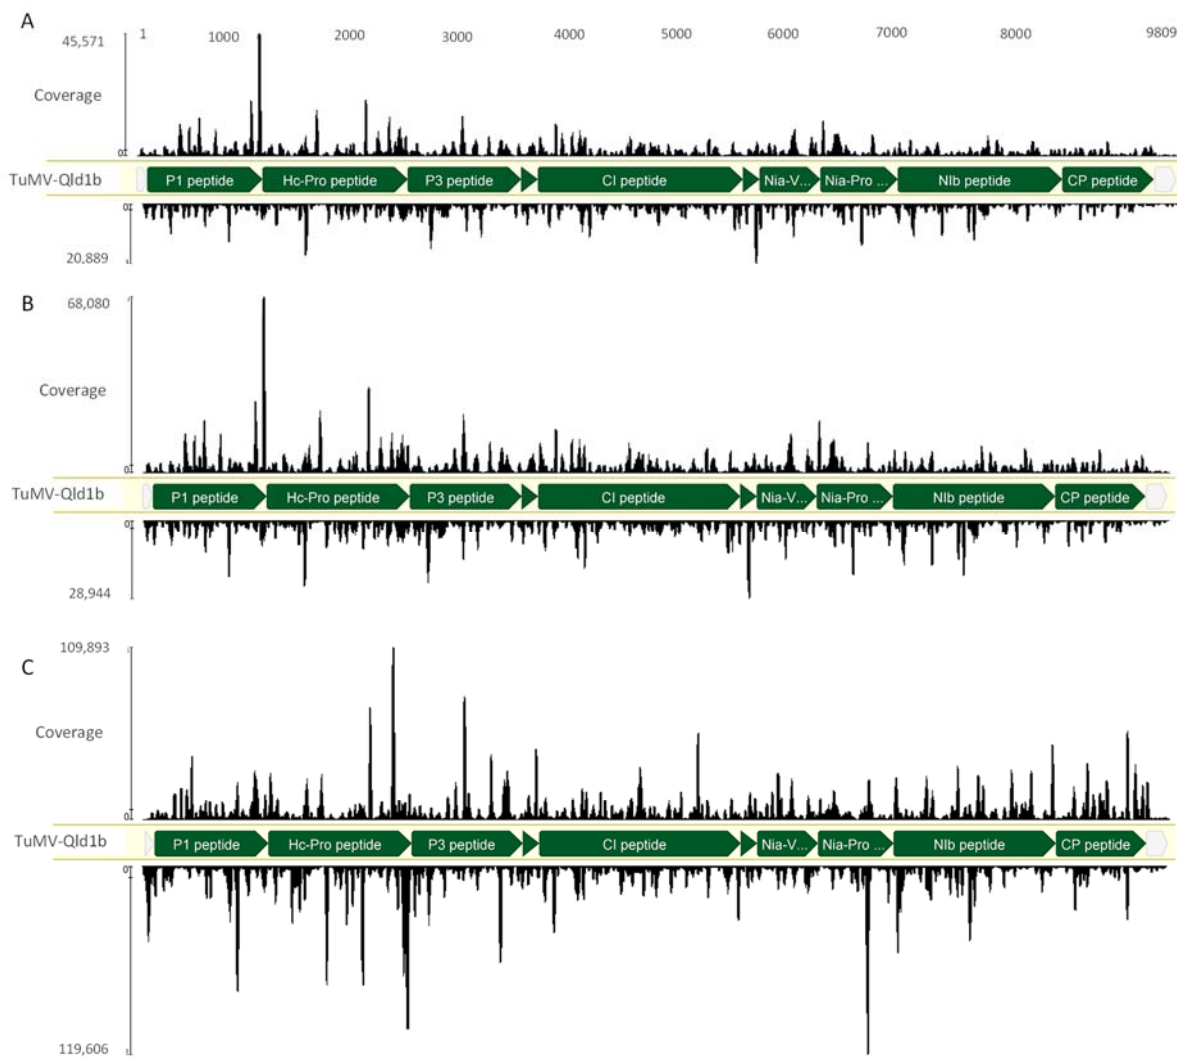 A
1 1000 2000 3000 4000 5000 6000 7000 8000 9809
45,571
Coverage
0
TuMV-Qld1b P1 peptide Hc-Pro peptide P3 peptide CI peptide Nia-V... Nia-Pro ... NIb peptide CP peptide
0
20,889
B
68,080
Coverage
0
TuMV-Qld1b P1 peptide Hc-Pro peptide P3 peptide CI peptide Nia-V... Nia-Pro ... NIb peptide CP peptide
0
28,944
109,893
C
Coverage
0
TuMV-Qld1b P1 peptide Hc-Pro peptide P3 peptide CI peptide Nia-V... Nia-Pro ... NIb peptide CP peptide
0
119,606